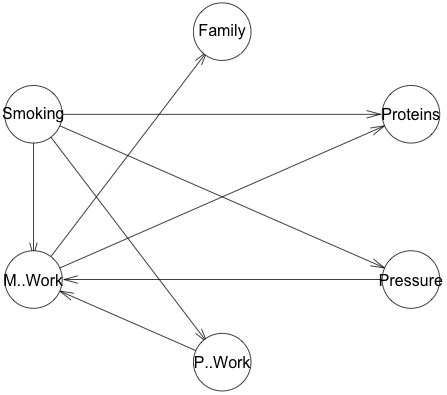 Family
Smoking
Proteins
M..Work
Pressure
P..Work